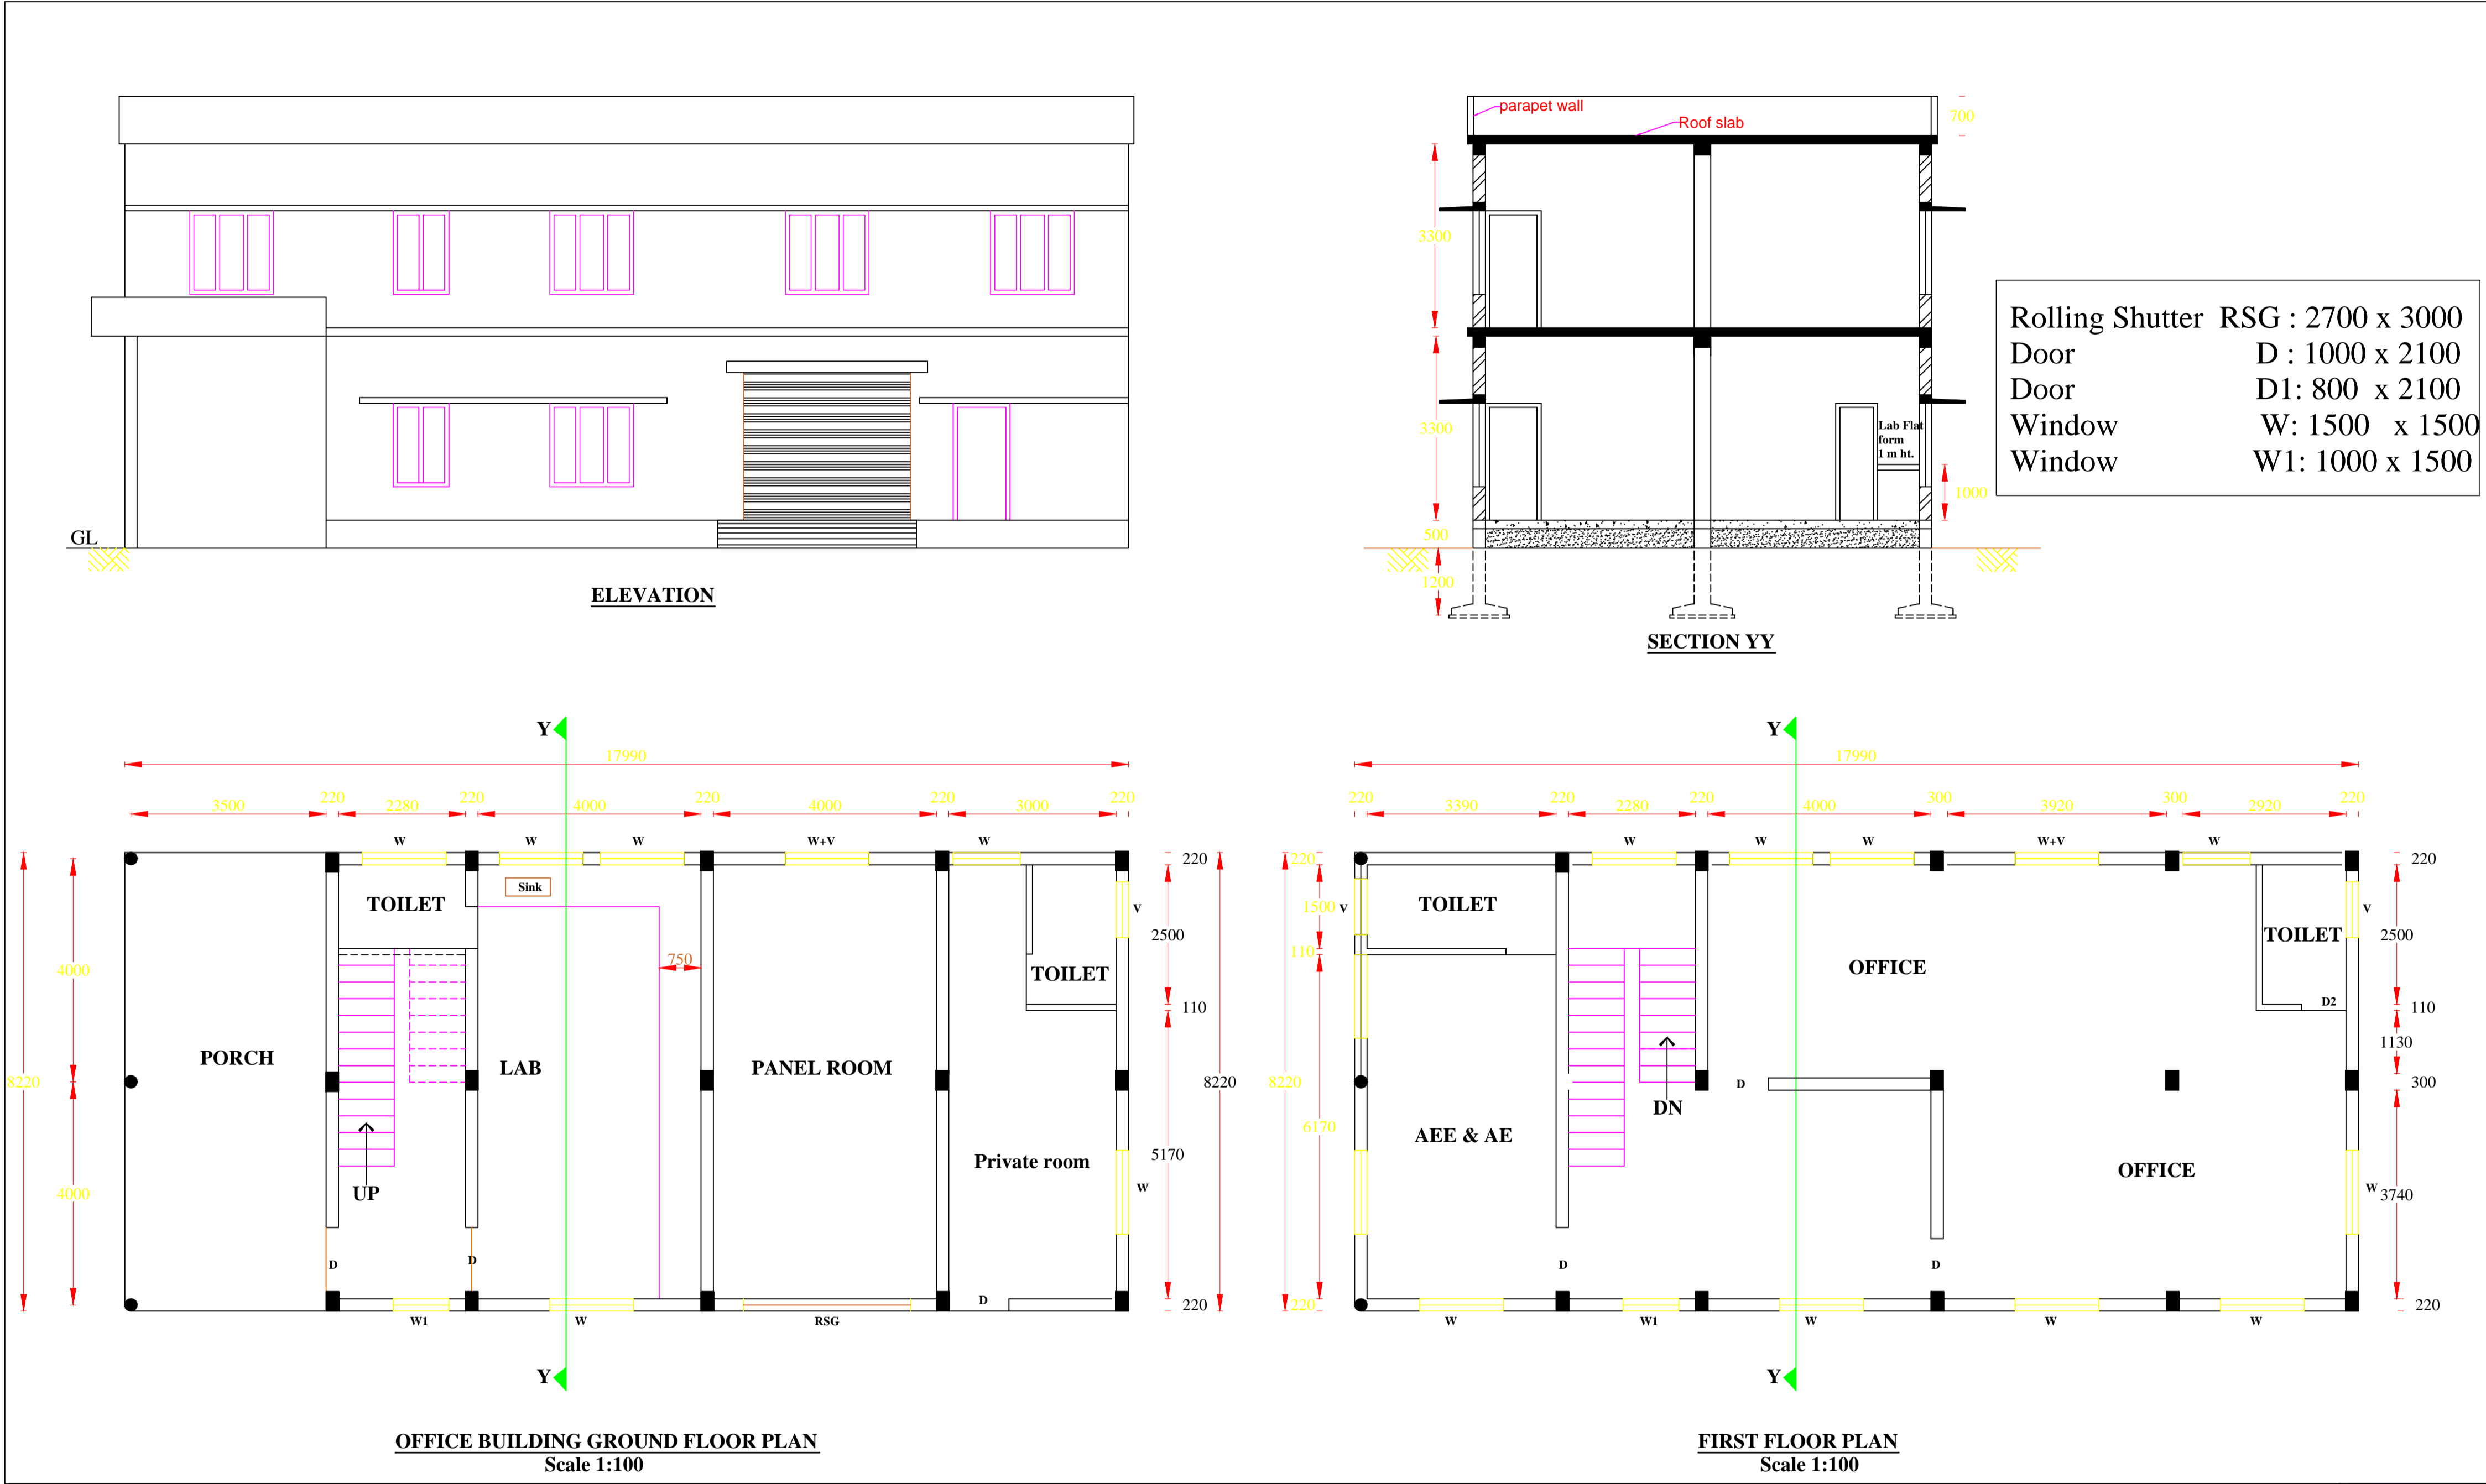 parapet wall
Roof slab
700
3300
3300
Lab Flat
form
1 m ht.
1000
500
1200
GL
ELEVATION
SECTION YY
Rolling Shutter RSG : 2700 x 3000
Door D : 1000 x 2100
Door D1: 800 x 2100
Window W: 1500 x 1500
Window W1: 1000 x 1500
Y
17990
220 220 220 220 220
3500 2280 4000 4000 3000
W W W W+V W
220
Sink
TOILET
V
2500
750
4000
TOILET
110
PORCH LAB PANEL ROOM
8220 8220
Private room
5170
4000
UP
W
D D
D
220
W1 W RSG
Y
OFFICE BUILDING GROUND FLOOR PLAN
Scale 1:100
Y
17990
220 220 220 300 300 220
3390 2280 4000 3920 2920
W W W W+V W
220 220
1500 V TOILET V
TOILET 2500
110 OFFICE
D2 110
1130
8220 D 300
DN
6170 AEE & AE
OFFICE
W 3740
D D
220 220
W W1 W W W
Y
FIRST FLOOR PLAN
Scale 1:100